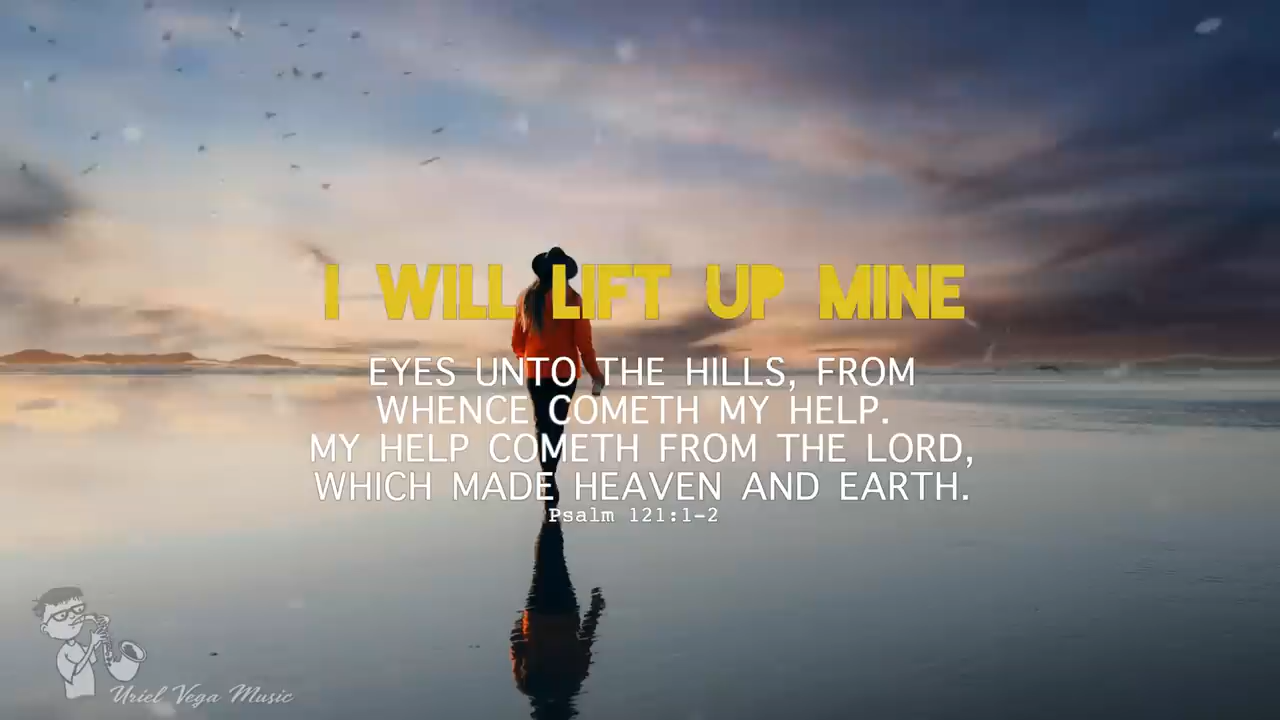 I WILL LIFT UP MINE
EYES UNTO THE HILLS, FROM
WHENCE COMETH MY HELP.
MY HELP COMETH FROM THE LORD,
WHICH MADE HEAVEN AND EARTH.
Psalm 121:1-2
Uriel Vega Music